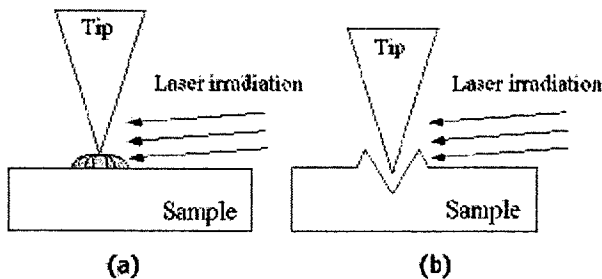 Tip
Laser irradiation
Sample
(a)
Tip
Laser irradiation
Sample
(b)